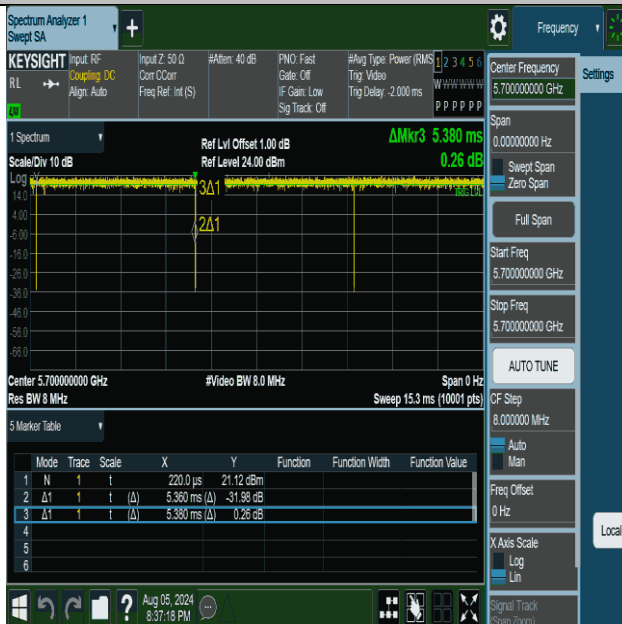 Spectrum Analyzer 1
Swept SA
Frequency
KEYSIGHT
RL
Input: RF
Coupling: DC
Align: Auto
Input Z: 50 Ω
Corr CCorr
Freq Ref: Int (S)
#Atten: 40 dB
PNO: Fast
Gate: Off
IF Gain: Low
Sig Track: Off
#Avg Type: Power (RMS
Trig: Video
Trig Delay: -2.000 ms
1 2 3 4 5 6
P P P P P P
Center Frequency
5.700000000 GHz
Settings
Span
0.00000000 Hz
Swept Span
Zero Span
Full Span
Start Freq
5.700000000 GHz
Stop Freq
5.700000000 GHz
AUTO TUNE
CF Step
8.000000 MHz
Auto
Man
Freq Offset
0 Hz
X Axis Scale
Log
Lin
Signal Track
(Span Zoom)
Local
1 Spectrum
Scale/Div 10 dB
Ref Lvl Offset 1.00 dB
Ref Level 24.00 dBm
ΔMkr3 5.380 ms
0.26 dB
Log
14.0
4.00
-6.00
-16.0
-26.0
-36.0
-46.0
-56.0
-66.0
3Δ1
2Δ1
TRIG LVL
Center 5.700000000 GHz
Res BW 8 MHz
#Video BW 8.0 MHz
Span 0 Hz
Sweep 15.3 ms (10001 pts)
5 Marker Table
Mode Trace Scale X Y Function Function Width Function Value
1 N 1 t 220.0 µs 21.12 dBm
2 Δ1 1 t (Δ) 5.360 ms (Δ) -31.98 dB
3 Δ1 1 t (Δ) 5.380 ms (Δ) 0.26 dB
4
5
6
Aug 05, 2024
8:37:18 PM